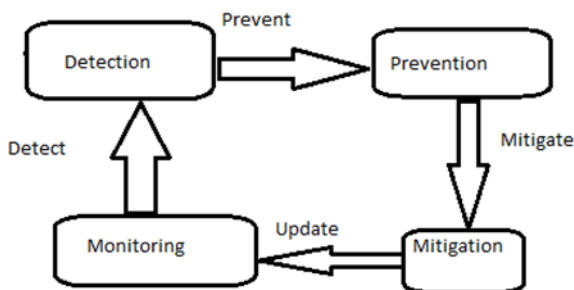 Prevent
Detection
Prevention
Mitigate
Detect
Update
Monitoring
Mitigation